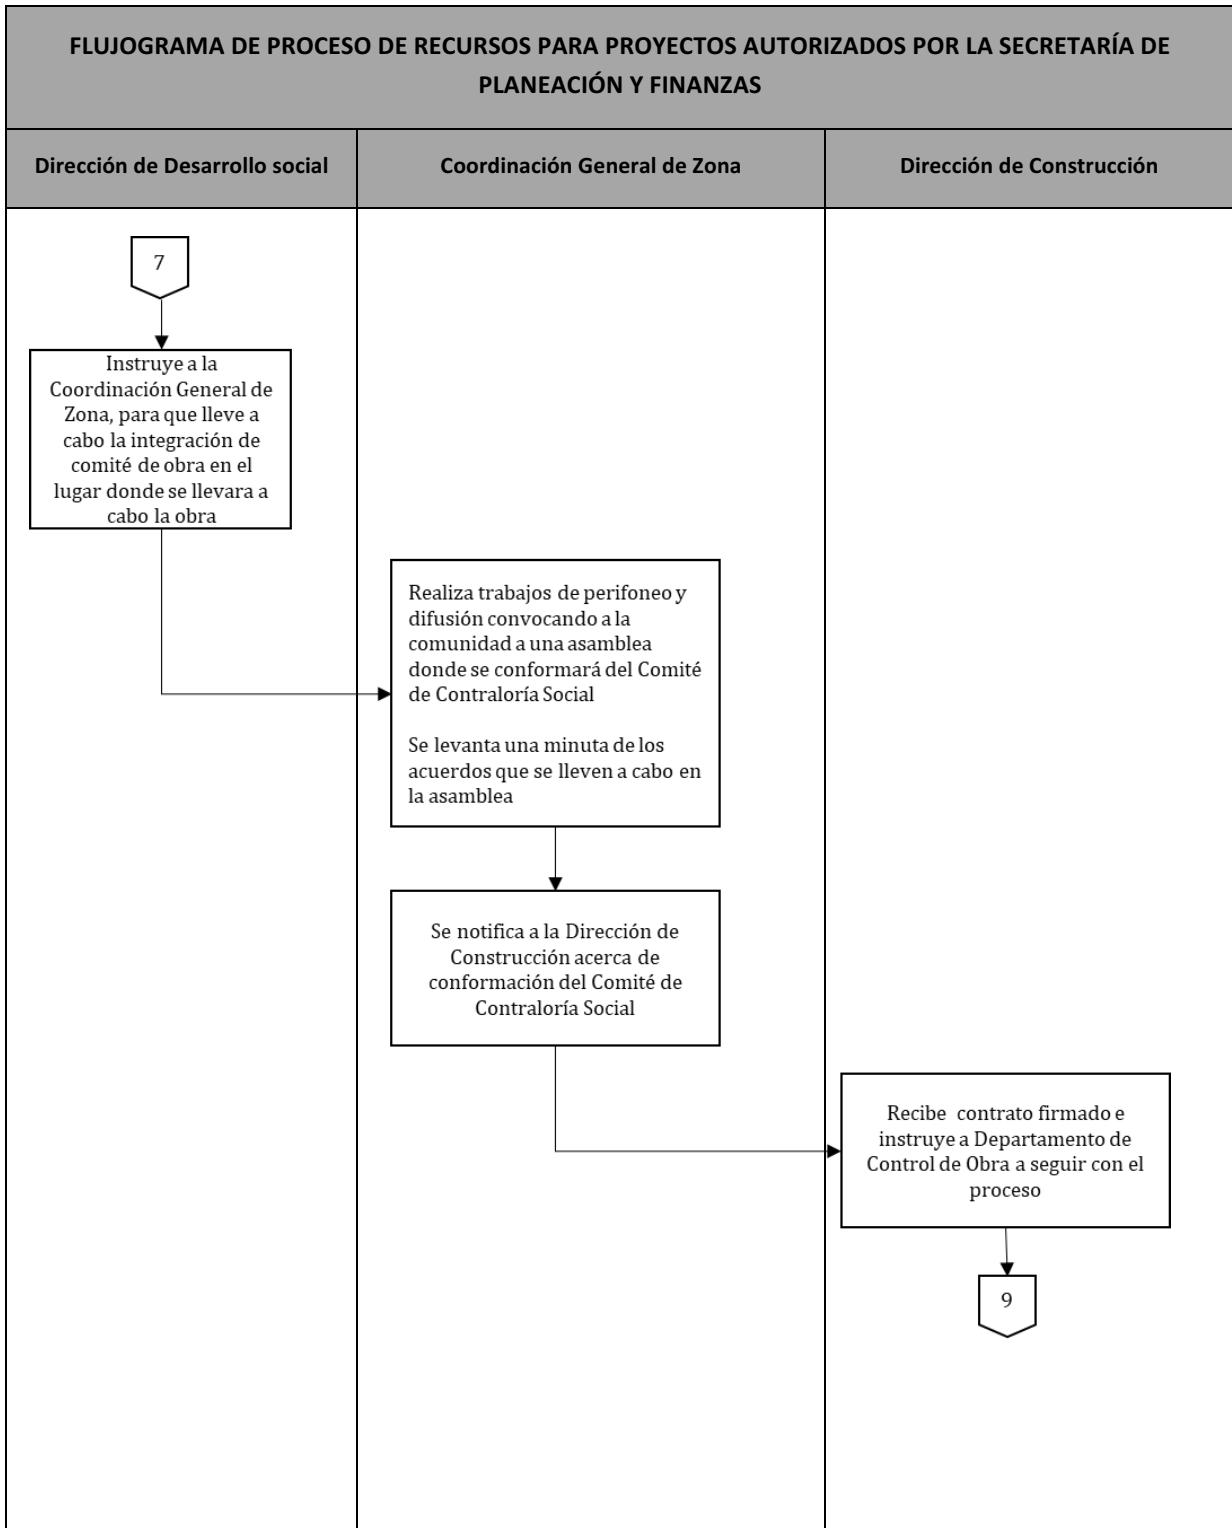 FLUJOGRAMA DE PROCESO DE RECURSOS PARA PROYECTOS AUTORIZADOS POR LA SECRETARÍA DE
PLANEACIÓN Y FINANZAS
Dirección de Desarrollo social
Coordinación General de Zona
Dirección de Construcción
7
Instruye a la
Coordinación General de
Zona, para que lleve a
cabo la integración de
comité de obra en el
lugar donde se llevara a
cabo la obra
Realiza trabajos de perifoneo y
difusión convocando a la
comunidad a una asamblea
donde se conformará del Comité
de Contraloría Social
Se levanta una minuta de los
acuerdos que se lleven a cabo en
la asamblea
Se notifica a la Dirección de
Construcción acerca de
conformación del Comité de
Contraloría Social
Recibe contrato firmado e
instruye a Departamento de
Control de Obra a seguir con el
proceso
9